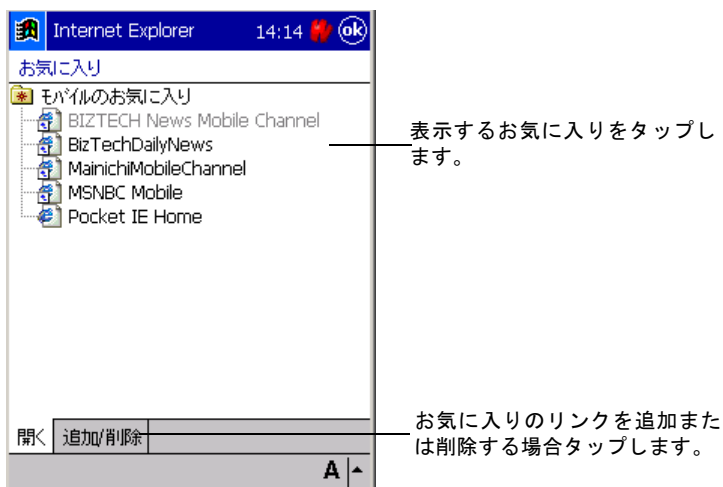 Internet Explorer 14:14 ok
お気に入り
モバイルのお気に入り
BIZTECH News Mobile Channel
BizTechDailyNews
MainichiMobileChannel
MSNBC Mobile
Pocket IE Home
表示するお気に入りをタップし
ます。
開く 追加/削除
お気に入りのリンクを追加また
は削除する場合タップします。
A